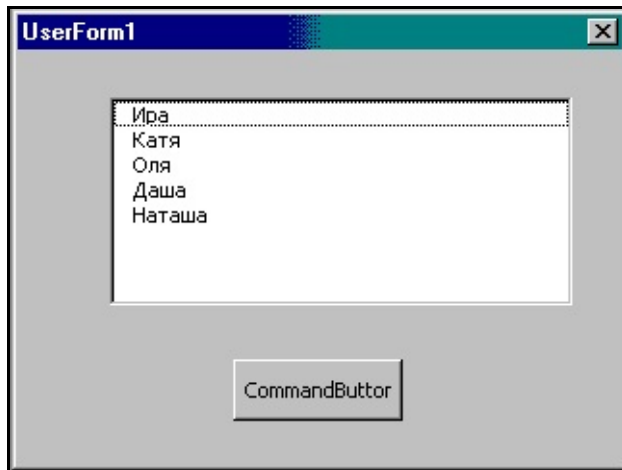 UserForm1
Ира
Катя
Оля
Даша
Наташа
CommandButtor